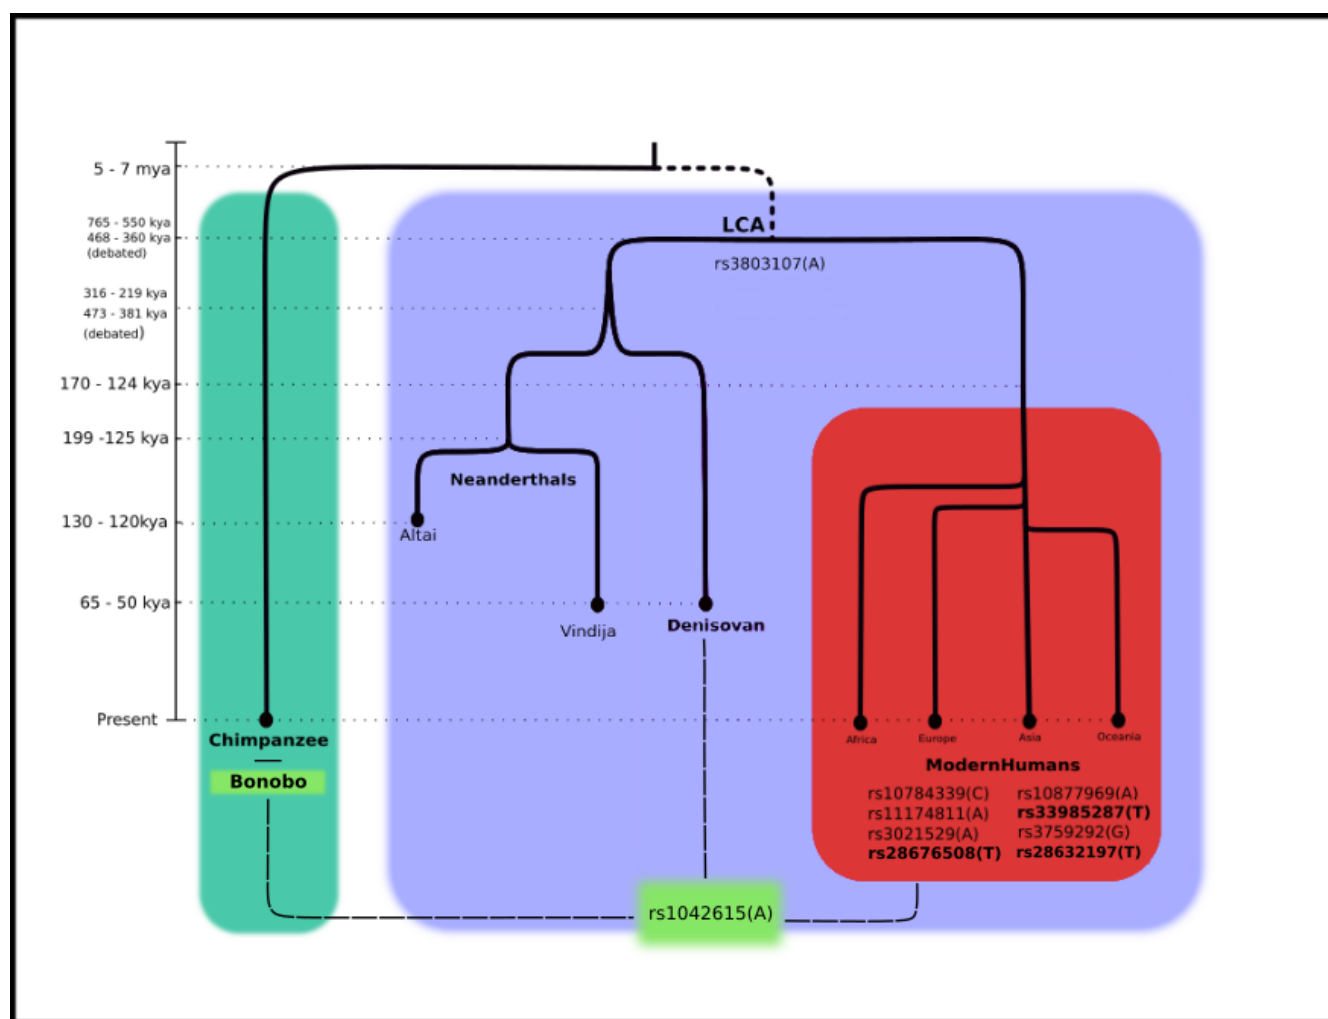 5 - 7 mya
765 - 550 kya
468 - 360 kya
(debated)
316 - 219 kya
473 - 381 kya
(debated)
170 - 124 kya
199 -125 kya
130 - 120kya
65 - 50 kya
Present
LCA
rs3803107(A)
Neanderthals
Altai
Vindija
Denisovan
Chimpanzee
Bonobo
Africa
Europe
Asia
Oceania
ModernHumans
rs10784339(C) rs10877969(A)
rs11174811(A) rs33985287(T)
rs3021529(A) rs3759292(G)
rs28676508(T) rs28632197(T)
rs1042615(A)